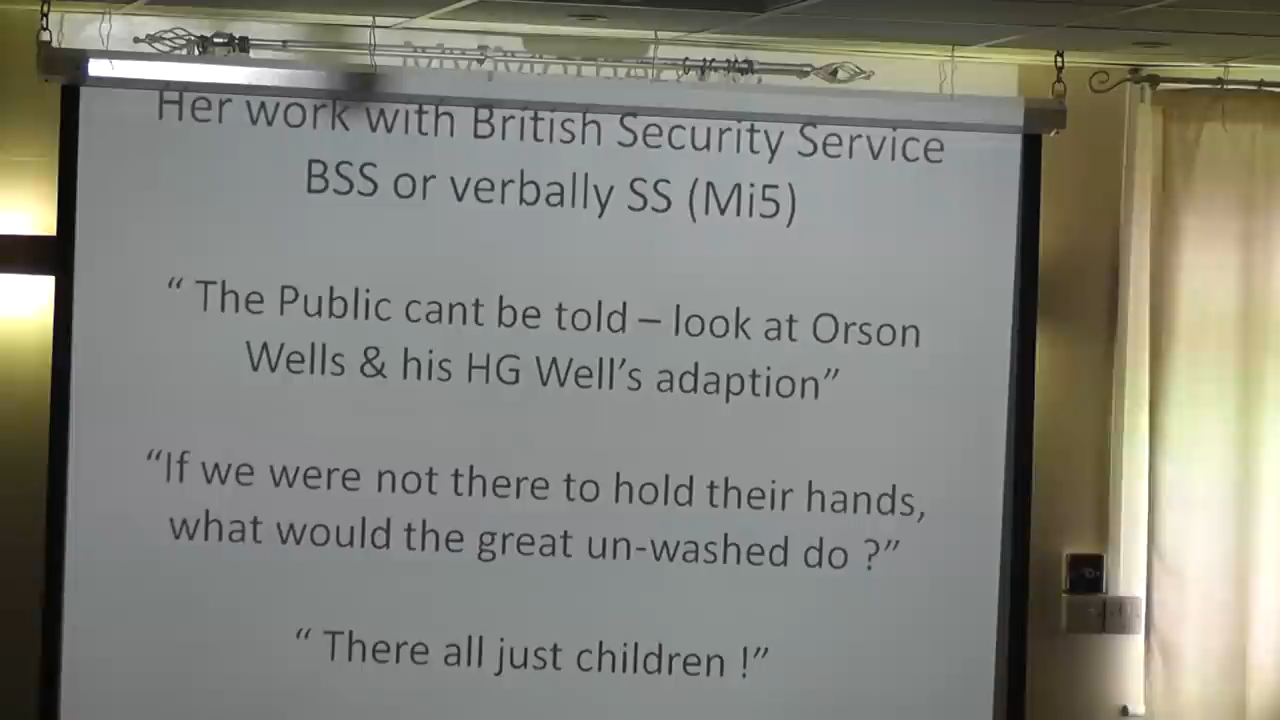 My Mother
Her work with British Security Service
BSS or verbally SS (Mi5)
“ The Public cant be told – look at Orson
Wells & his HG Well’s adaption”
“If we were not there to hold their hands,
what would the great un-washed do ?”
“ There all just children !”